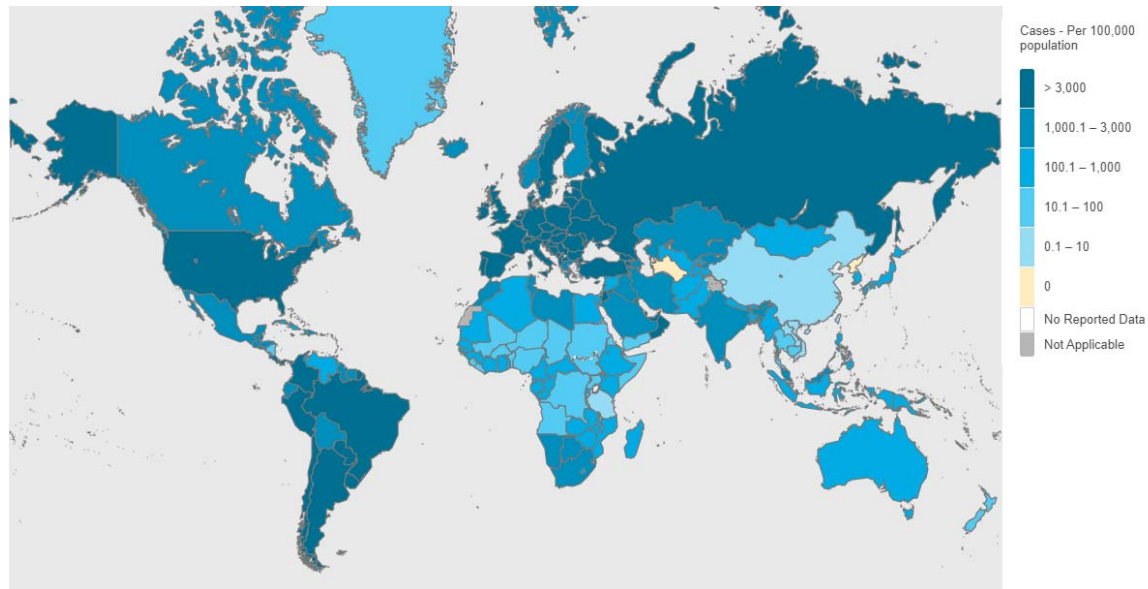 Cases - Per 100,000
population
> 3,000
1,000.1 – 3,000
100.1 – 1,000
10.1 – 100
0.1 – 10
0
No Reported Data
Not Applicable